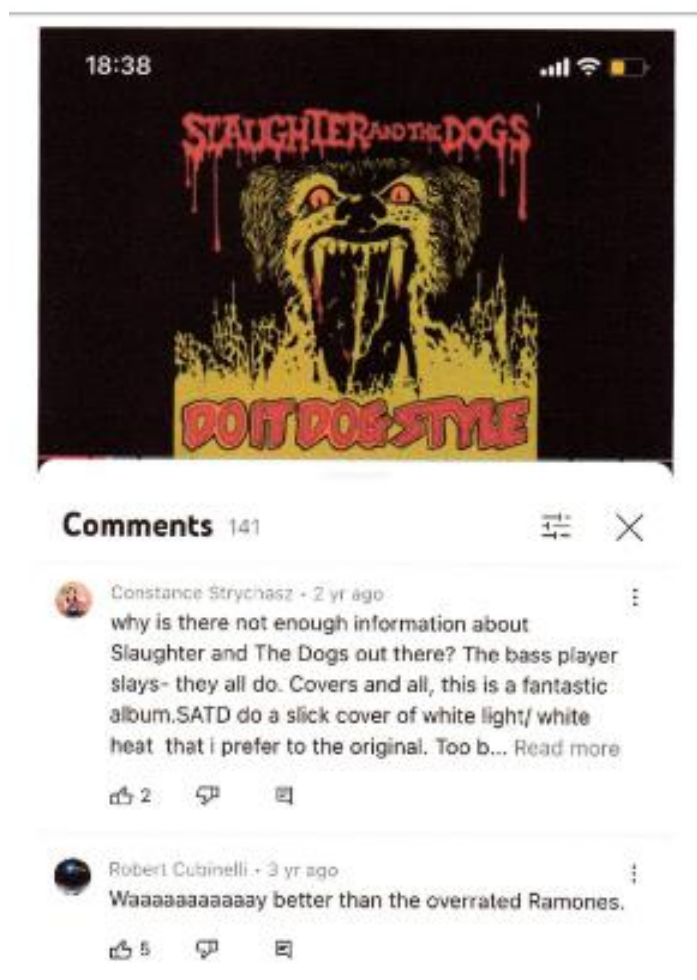 18:38
SLAUGHTER AND THE DOGS
DO IT DOG STYLE
Comments 141
Constance Strychasz · 2 yr ago
why is there not enough information about
Slaughter and The Dogs out there? The bass player
slays- they all do. Covers and all, this is a fantastic
album.SATD do a slick cover of white light/ white
heat that i prefer to the original. Too b... Read more
2
Robert Cubinelli · 3 yr ago
Waaaaaaaaaaay better than the overrated Ramones.
5